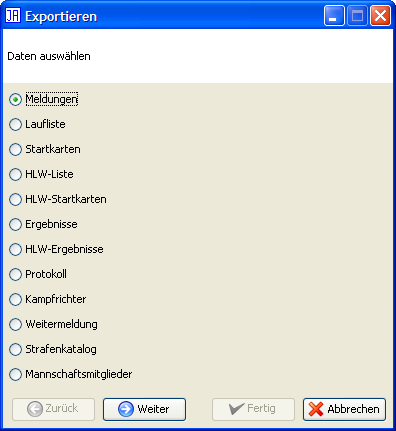 JA Exportieren
Daten auswählen
Meldungen
Laufliste
Startkarten
HLW-Liste
HLW-Startkarten
Ergebnisse
HLW-Ergebnisse
Protokoll
Kampfrichter
Weitermeldung
Strafenkatalog
Mannschaftsmitglieder
Zurück Weiter Fertig Abbrechen